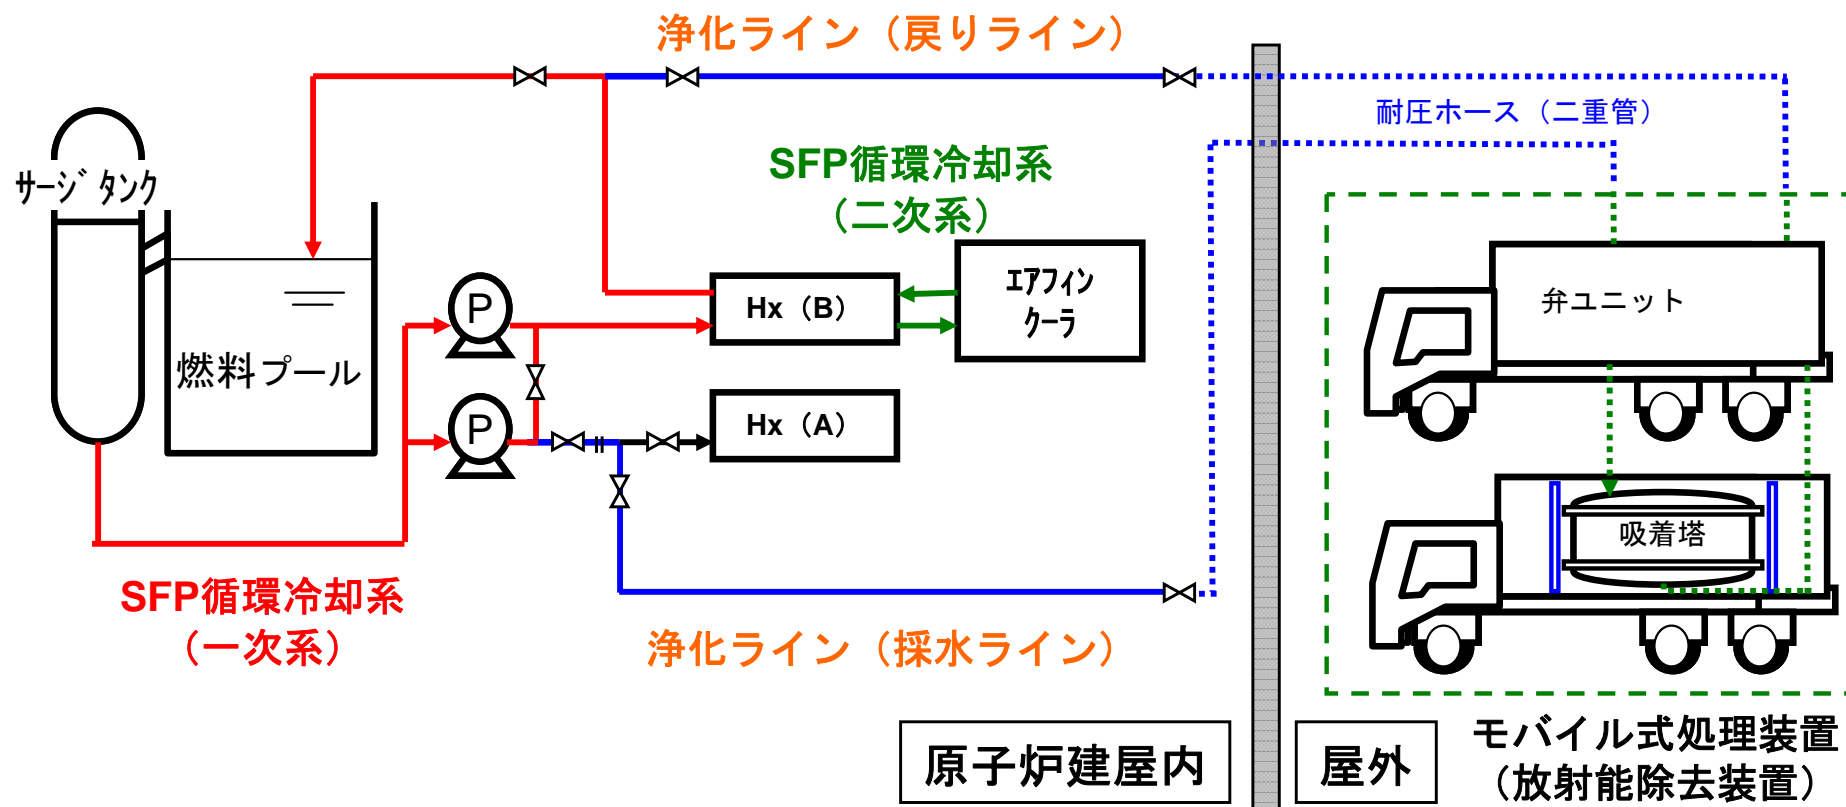 浄化ライン（戻りライン）
耐圧ホース（二重管）
サージタンク
SFP循環冷却系
（二次系）
エアフィン
クーラ
P
Hx（B）
弁ユニット
燃料プール
P
Hx（A）
吸着塔
SFP循環冷却系
（一次系）
浄化ライン（採水ライン）
原子炉建屋内
屋外
モバイル式処理装置
（放射能除去装置）